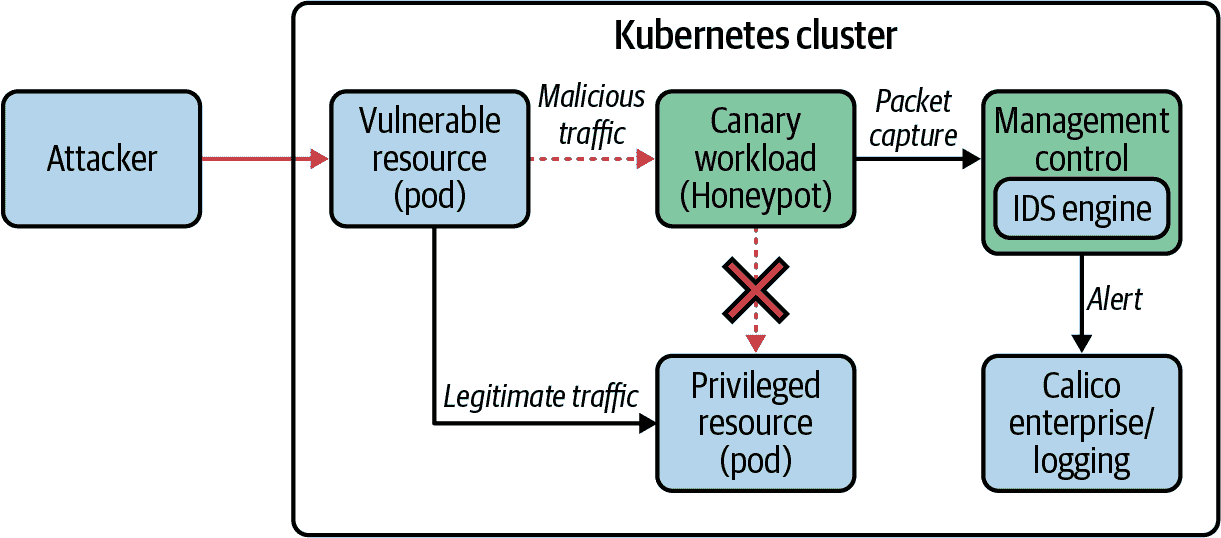 Kubernetes cluster
Attacker
Vulnerable
resource
(pod)
Malicious
traffic
Canary
workload
(Honeypot)
Packet
capture
Management
control
IDS engine
Alert
Legitimate traffic
Privileged
resource
(pod)
Calico
enterprise/
logging